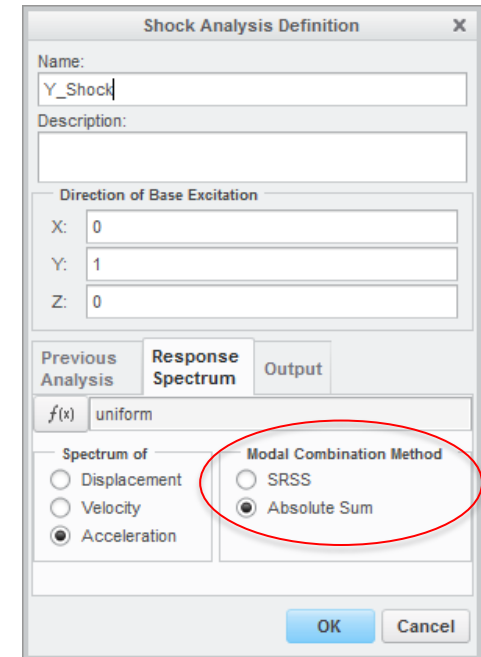 Shock Analysis Definition X
Name:
Y_Shock
Description:
Direction of Base Excitation
X: 0
Y: 1
Z: 0
Previous Analysis Response Spectrum Output
f(x) uniform
Spectrum of Modal Combination Method
Displacement SRSS
Velocity Absolute Sum
Acceleration
OK Cancel